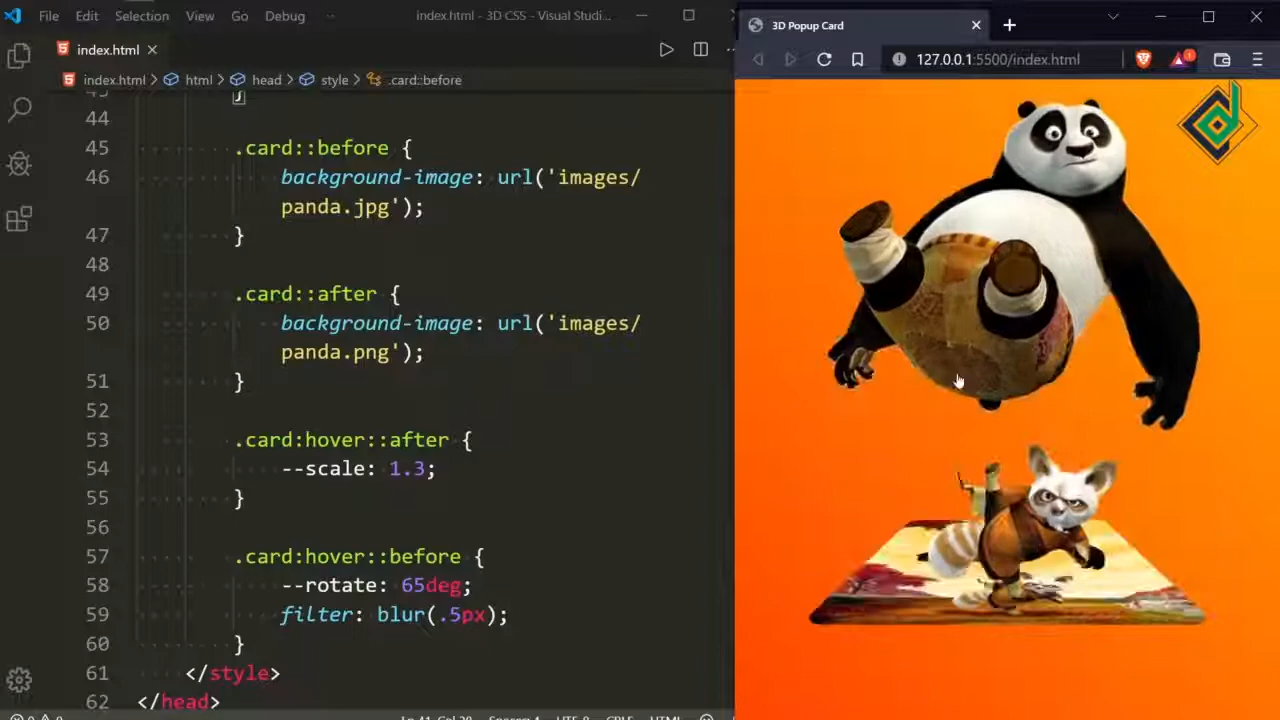 File Edit Selection View Go Debug index.html - 3D CSS - Visual Studi...
index.html
index.html > html > head > style > .card::before
}
44
45 .card::before {
46 background-image: url('images/
panda.jpg');
47 }
48
49 .card::after {
50 background-image: url('images/
panda.png');
51 }
52
53 .card:hover::after {
54 --scale: 1.3;
55 }
56
57 .card:hover::before {
58 --rotate: 65deg;
59 filter: blur(.5px);
60 }
61 </style>
62 </head>
3D Popup Card
127.0.0.1:5500/index.html
1